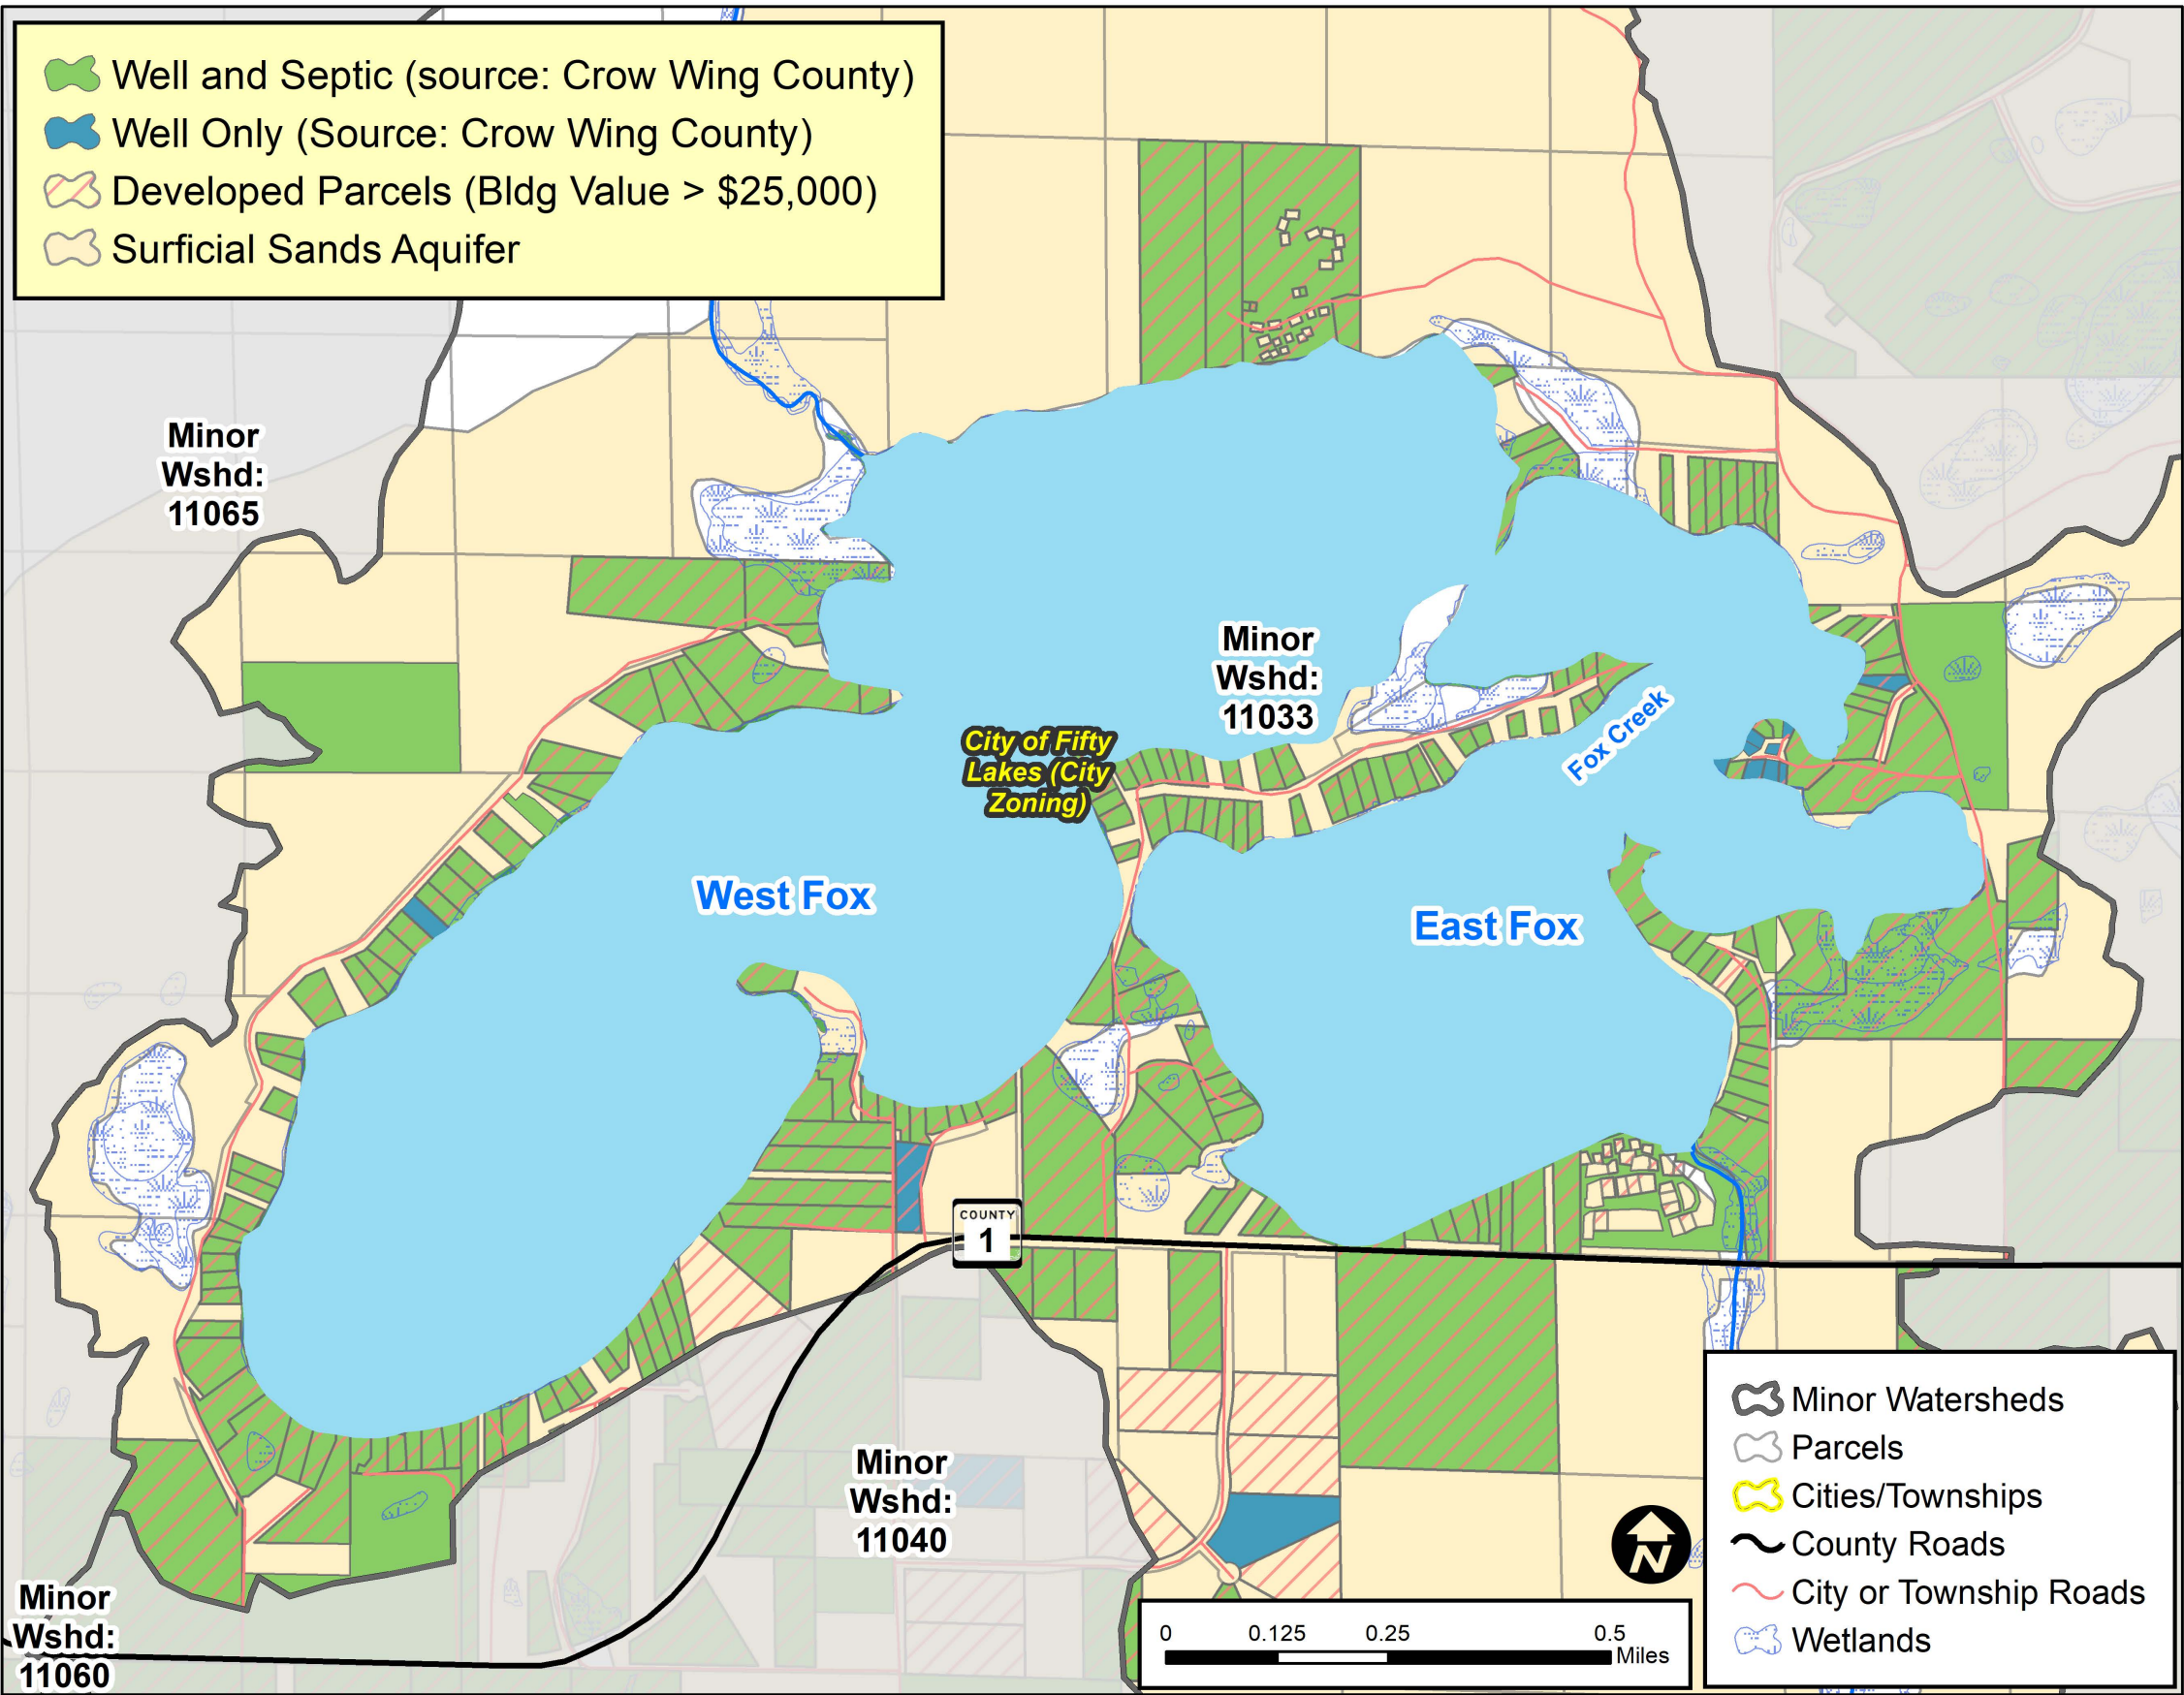 Well and Septic (source: Crow Wing County)
Well Only (Source: Crow Wing County)
Developed Parcels (Bldg Value > $25,000)
Surficial Sands Aquifer
Minor
Wshd:
11065
Minor
Wshd:
11033
City of Fifty
Lakes (City
Zoning)
Fox Creek
West Fox
East Fox
COUNTY
1
Minor
Wshd:
11040
Minor
Wshd:
11060
N
0 0.125 0.25 0.5
Miles
Minor Watersheds
Parcels
Cities/Townships
County Roads
City or Township Roads
Wetlands